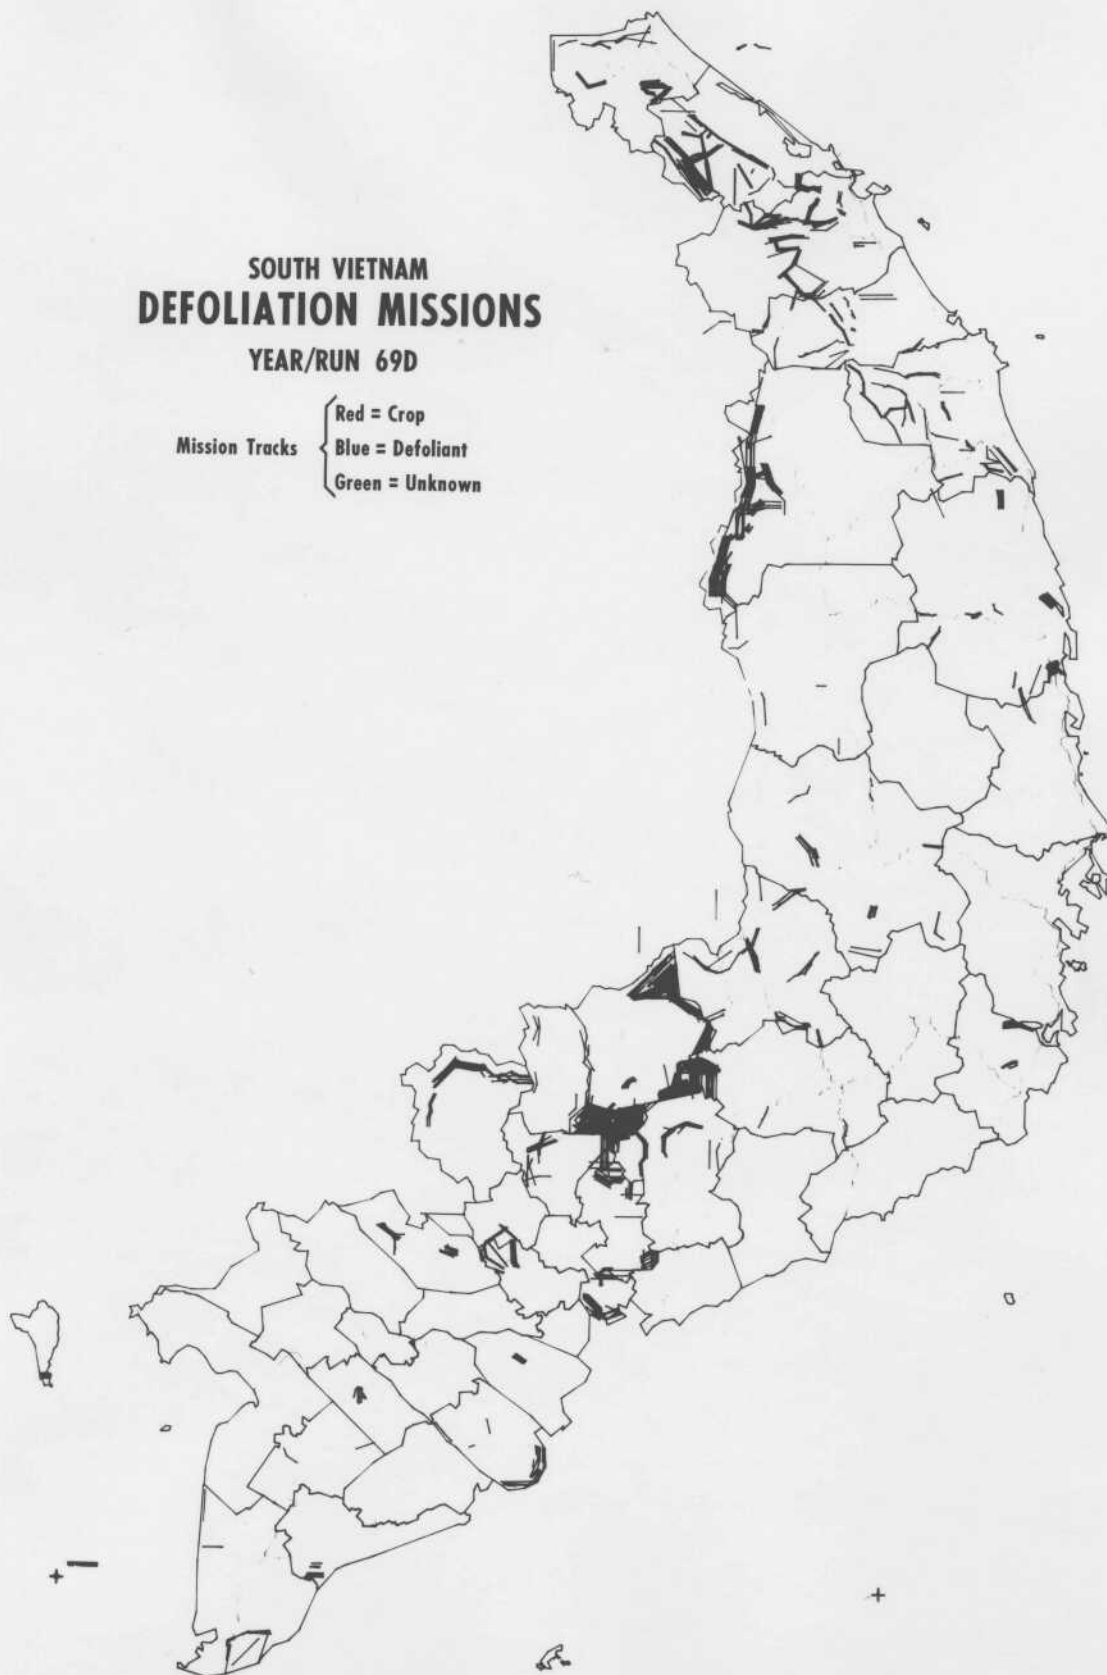 SOUTH VIETNAM
DEFOLIATION MISSIONS
YEAR/RUN 69D
Mission Tracks
Red = Crop
Blue = Defoliant
Green = Unknown